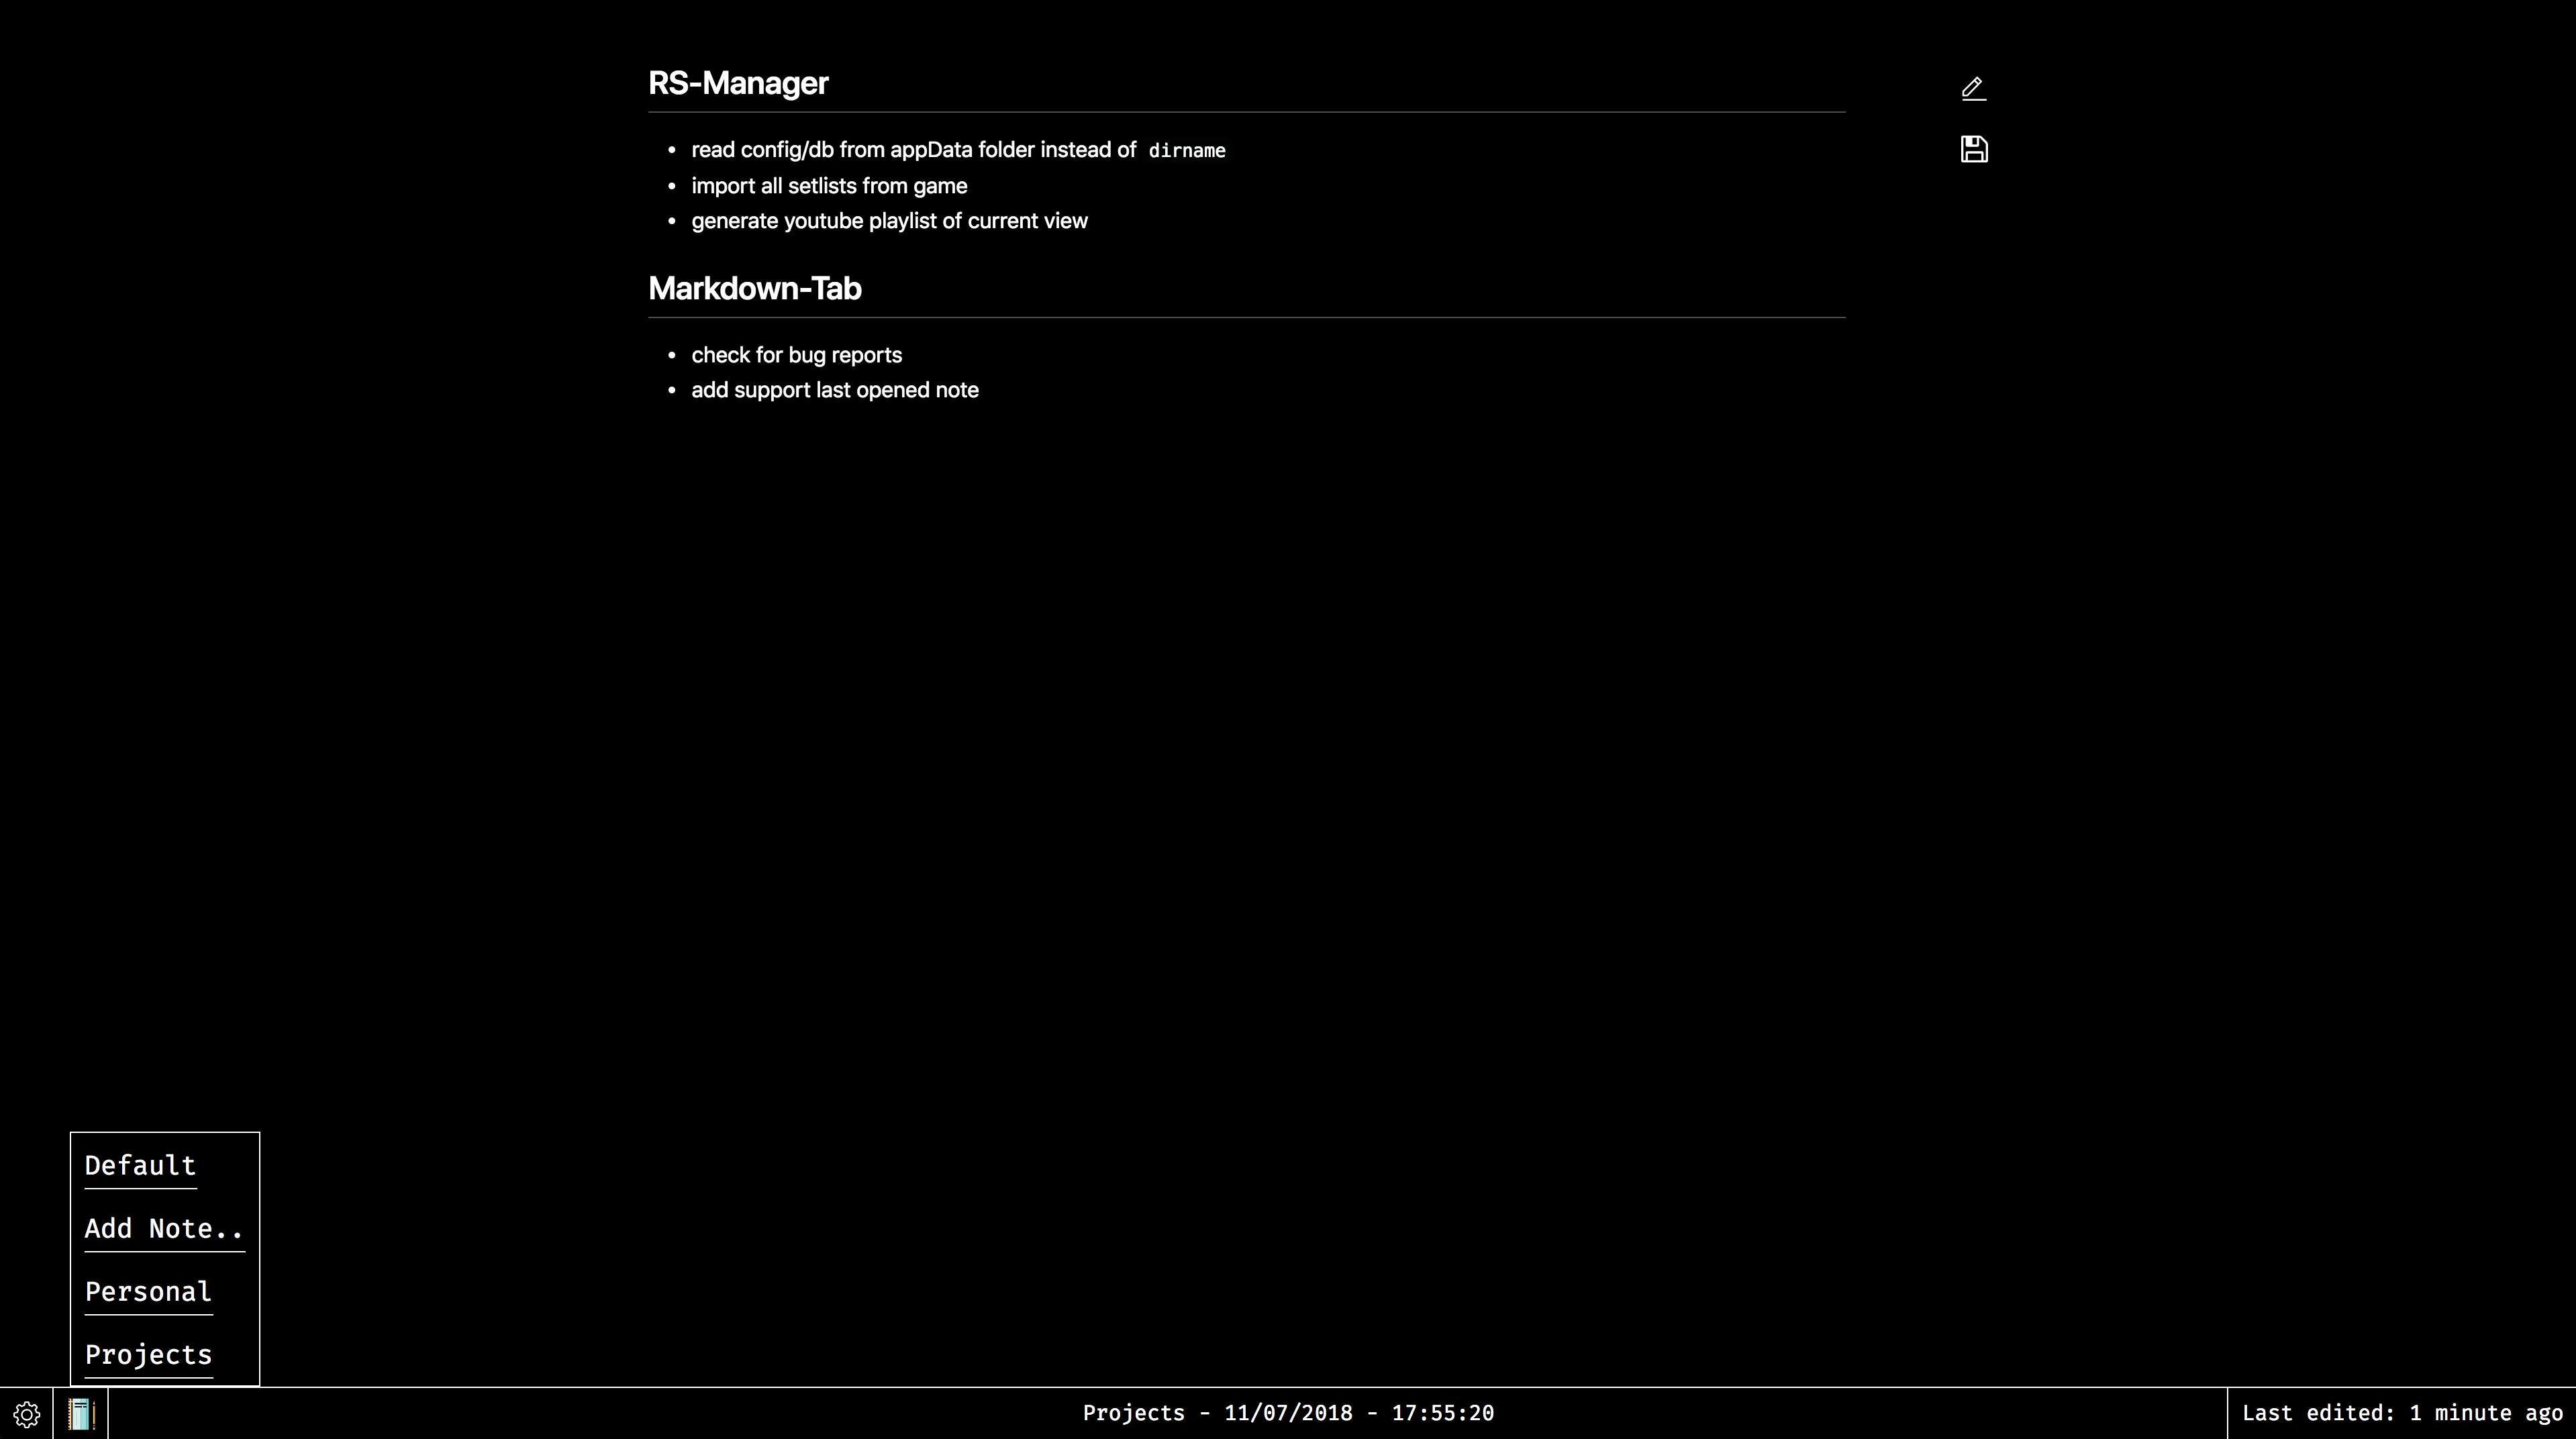 RS-Manager
read config/db from appData folder instead of dirname
import all setlists from game
generate youtube playlist of current view
Markdown-Tab
check for bug reports
add support last opened note
Default
Add Note..
Personal
Projects
Projects - 11/07/2018 - 17:55:20
Last edited: 1 minute ago